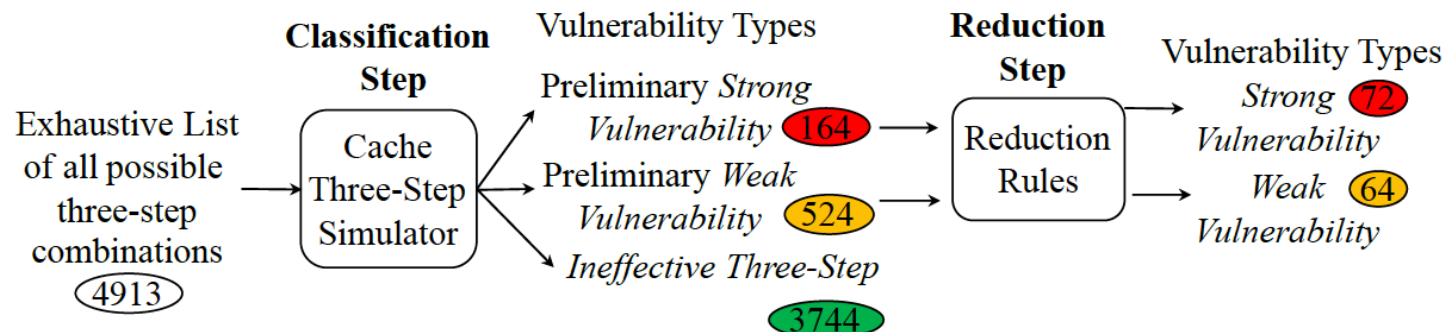 Exhaustive List
of all possible
three-step
combinations
4913
Classification
Step
Cache
Three-Step
Simulator
Vulnerability Types
Preliminary Strong
Vulnerability 164
Preliminary Weak
Vulnerability 524
Ineffective Three-Step
3744
Reduction
Step
Reduction
Rules
Vulnerability Types
Strong 72
Vulnerability
Weak 64
Vulnerability